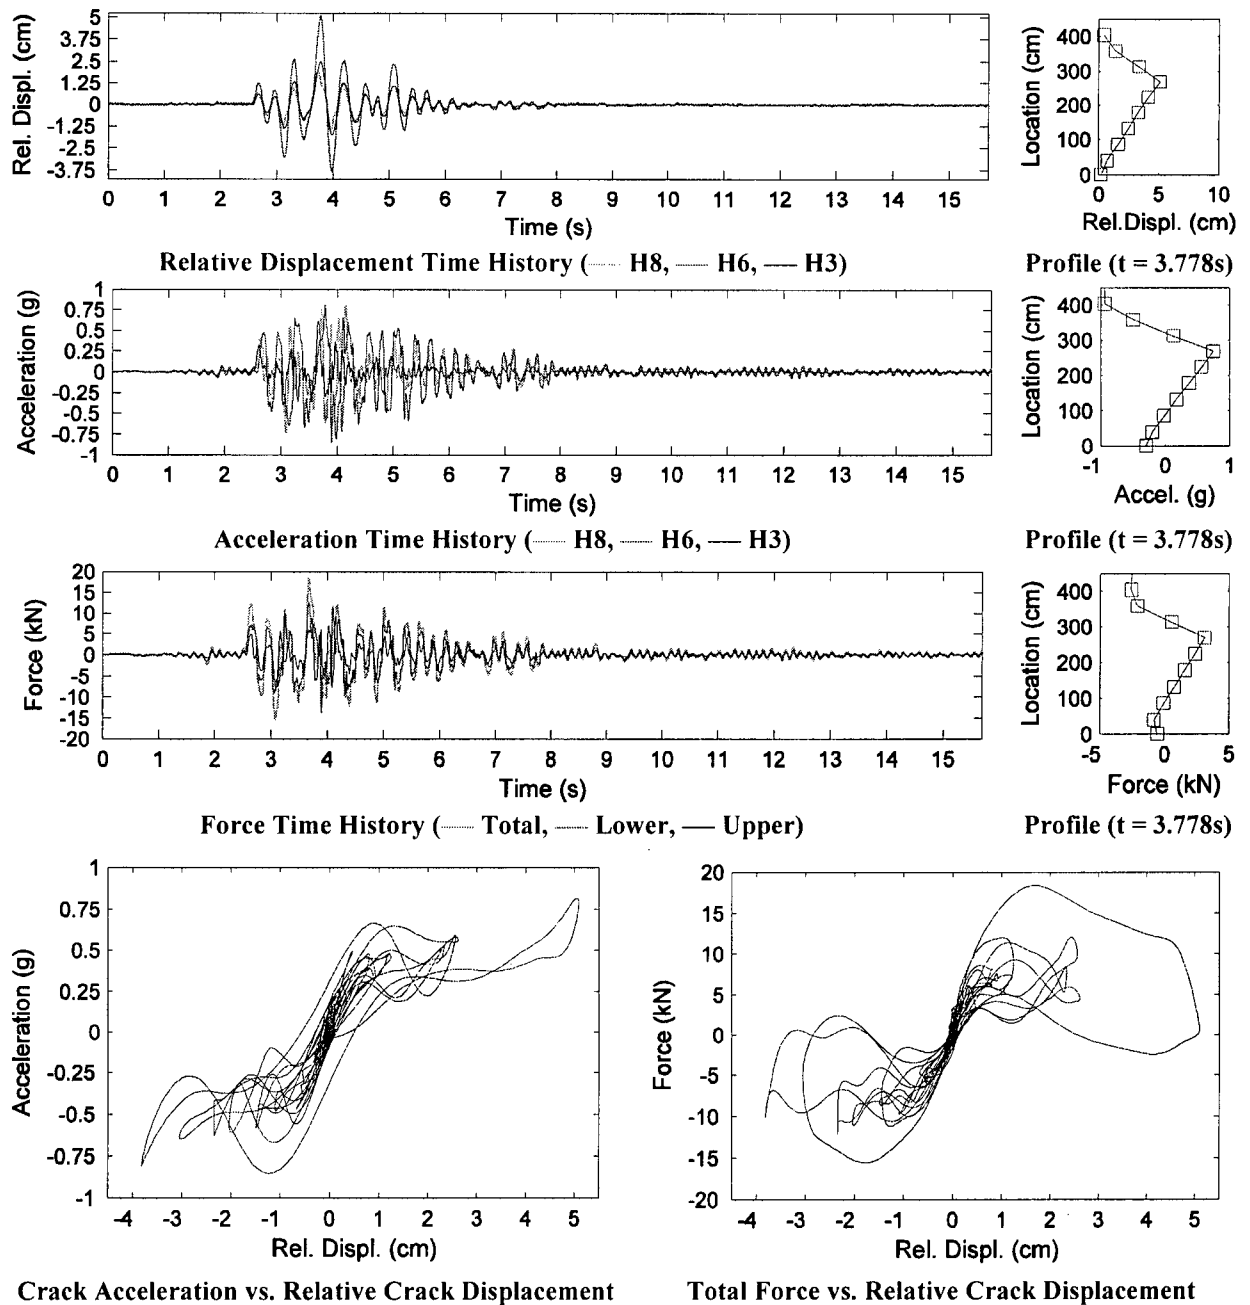 5
3.75
2.5
1.25
0
-1.25
-2.5
-3.75
Rel. Displ. (cm)
0 1 2 3 4 5 6 7 8 9 10 11 12 13 14 15
Time (s)
Relative Displacement Time History (— H8, — H6, — H3)
400
300
200
100
0
Location (cm)
0 5 10
Rel.Displ. (cm)
Profile (t = 3.778s)
1
0.75
0.5
0.25
0
-0.25
-0.5
-0.75
-1
Acceleration (g)
0 1 2 3 4 5 6 7 8 9 10 11 12 13 14 15
Time (s)
Acceleration Time History (— H8, — H6, — H3)
400
300
200
100
0
Location (cm)
-1 0 1
Accel. (g)
Profile (t = 3.778s)
20
15
10
5
0
-5
-10
-15
-20
Force (kN)
0 1 2 3 4 5 6 7 8 9 10 11 12 13 14 15
Time (s)
Force Time History (— Total, — Lower, — Upper)
400
300
200
100
0
Location (cm)
-5 0 5
Force (kN)
Profile (t = 3.778s)
1
0.75
0.5
0.25
0
-0.25
-0.5
-0.75
-1
Acceleration (g)
-4 -3 -2 -1 0 1 2 3 4 5
Rel. Displ. (cm)
Crack Acceleration vs. Relative Crack Displacement
20
15
10
5
0
-5
-10
-15
-20
Force (kN)
-4 -3 -2 -1 0 1 2 3 4 5
Rel. Displ. (cm)
Total Force vs. Relative Crack Displacement